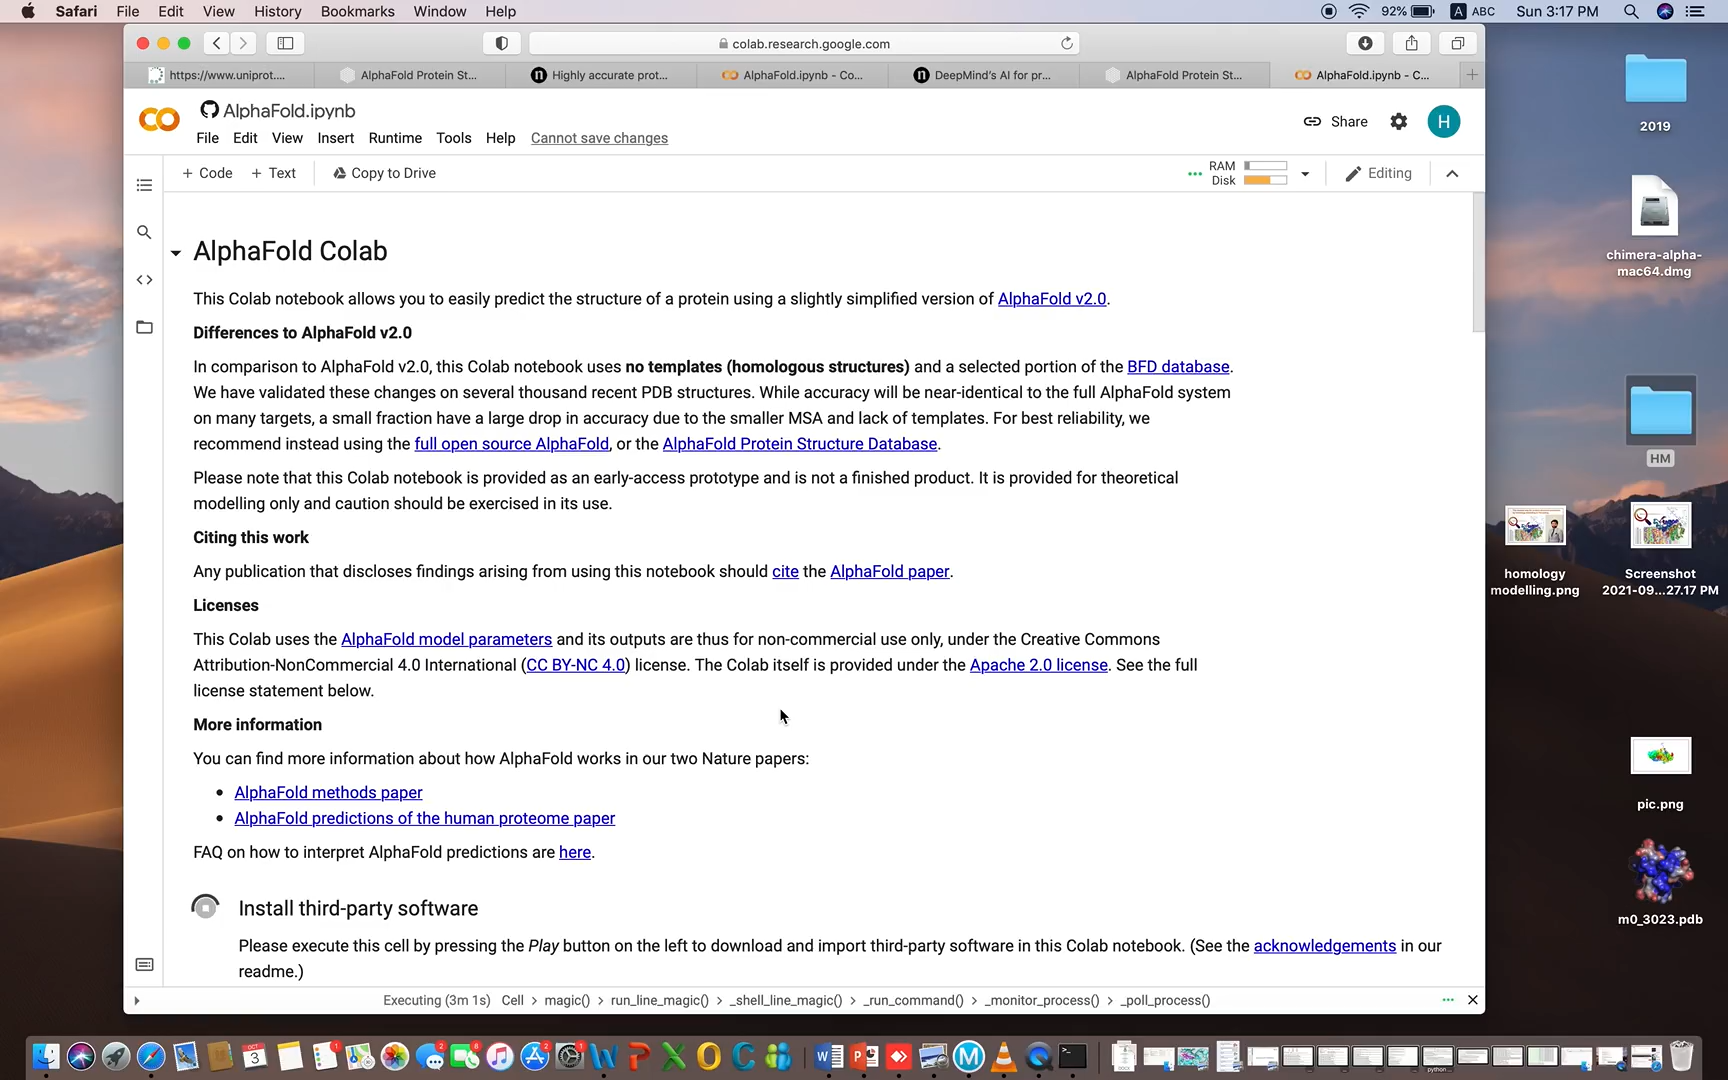 Safari File Edit View History Bookmarks Window Help 92% A ABC Sun 3:17 PM
colab.research.google.com
https://www.uniprot.... AlphaFold Protein St... Highly accurate prot... AlphaFold.ipynb - Co... DeepMind's AI for pr... AlphaFold Protein St... AlphaFold.ipynb - C...
AlphaFold.ipynb
File Edit View Insert Runtime Tools Help Cannot save changes
Share H
+ Code + Text Copy to Drive
RAM
Disk
Editing
AlphaFold Colab
This Colab notebook allows you to easily predict the structure of a protein using a slightly simplified version of AlphaFold v2.0.
Differences to AlphaFold v2.0
In comparison to AlphaFold v2.0, this Colab notebook uses no templates (homologous structures) and a selected portion of the BFD database.
We have validated these changes on several thousand recent PDB structures. While accuracy will be near-identical to the full AlphaFold system
on many targets, a small fraction have a large drop in accuracy due to the smaller MSA and lack of templates. For best reliability, we
recommend instead using the full open source AlphaFold, or the AlphaFold Protein Structure Database.
Please note that this Colab notebook is provided as an early-access prototype and is not a finished product. It is provided for theoretical
modelling only and caution should be exercised in its use.
Citing this work
Any publication that discloses findings arising from using this notebook should cite the AlphaFold paper.
Licenses
This Colab uses the AlphaFold model parameters and its outputs are thus for non-commercial use only, under the Creative Commons
Attribution-NonCommercial 4.0 International (CC BY-NC 4.0) license. The Colab itself is provided under the Apache 2.0 license. See the full
license statement below.
More information
You can find more information about how AlphaFold works in our two Nature papers:
• AlphaFold methods paper
• AlphaFold predictions of the human proteome paper
FAQ on how to interpret AlphaFold predictions are here.
Install third-party software
Please execute this cell by pressing the Play button on the left to download and import third-party software in this Colab notebook. (See the acknowledgements in our
readme.)
Executing (3m 1s) Cell > magic() > run_line_magic() > _shell_line_magic() > _run_command() > _monitor_process() > _poll_process()
2019
chimera-alpha-
mac64.dmg
HM
homology
modelling.png
Screenshot
2021-09...27.17 PM
pic.png
m0_3023.pdb
OCT
3